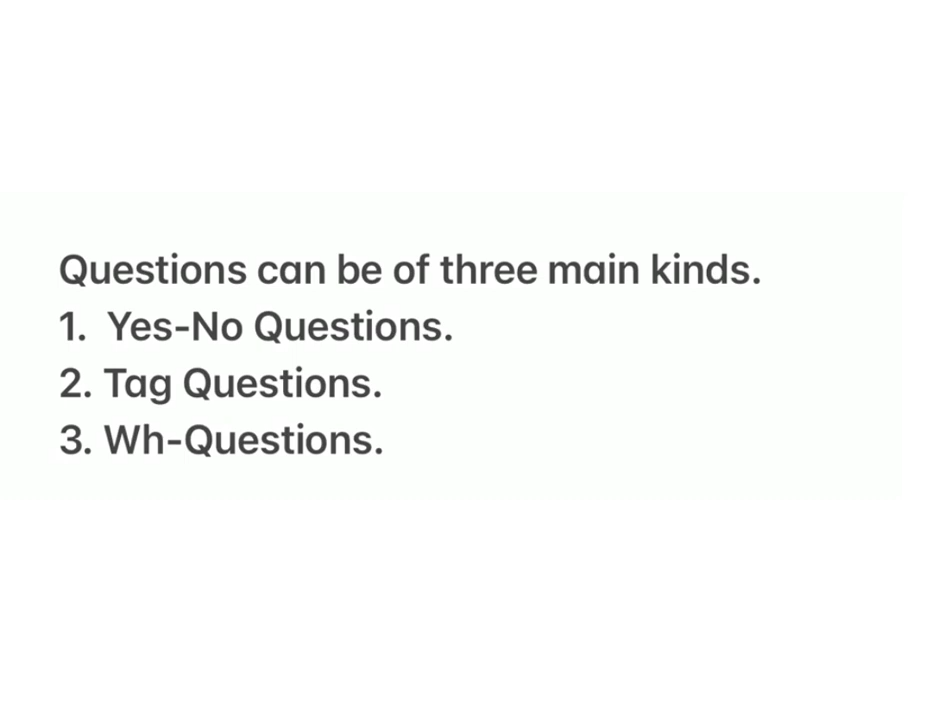 Questions can be of three main kinds.
1.  Yes-No Questions.
2. Tag Questions.
3. Wh-Questions.